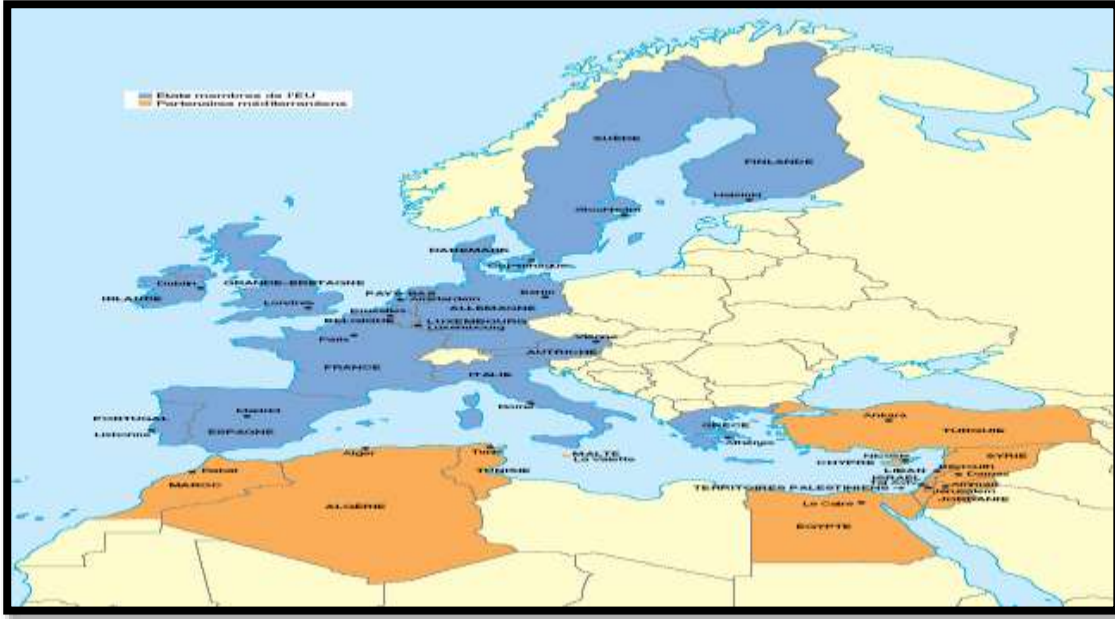 Etats membres de l'EU
Partenaires méditerranéens
SUÈDE
FINLANDE
Helsinki
Stockholm
DANEMARK
Copenhague
Dublin
IRLANDE
GRANDE-BRETAGNE
Londres
PAYS-BAS
Amsterdam
Berlin
ALLEMAGNE
Bruxelles
BELGIQUE
LUXEMBOURG
Luxembourg
Paris
Vienne
AUTRICHE
FRANCE
ITALIE
PORTUGAL
Madrid
Rome
Lisbonne
ESPAGNE
GRÈCE
Athènes
Ankara
TURQUIE
Alger
Tunis
MALTE
La Valette
Nicosie
CHYPRE
SYRIE
Rabat
MAROC
TUNISIE
LIBAN
Beyrouth
Damas
ISRAEL
TERRITOIRES PALESTINIENS
Amman
Jérusalem
JORDANIE
ALGÉRIE
Le Caire
EGYPTE